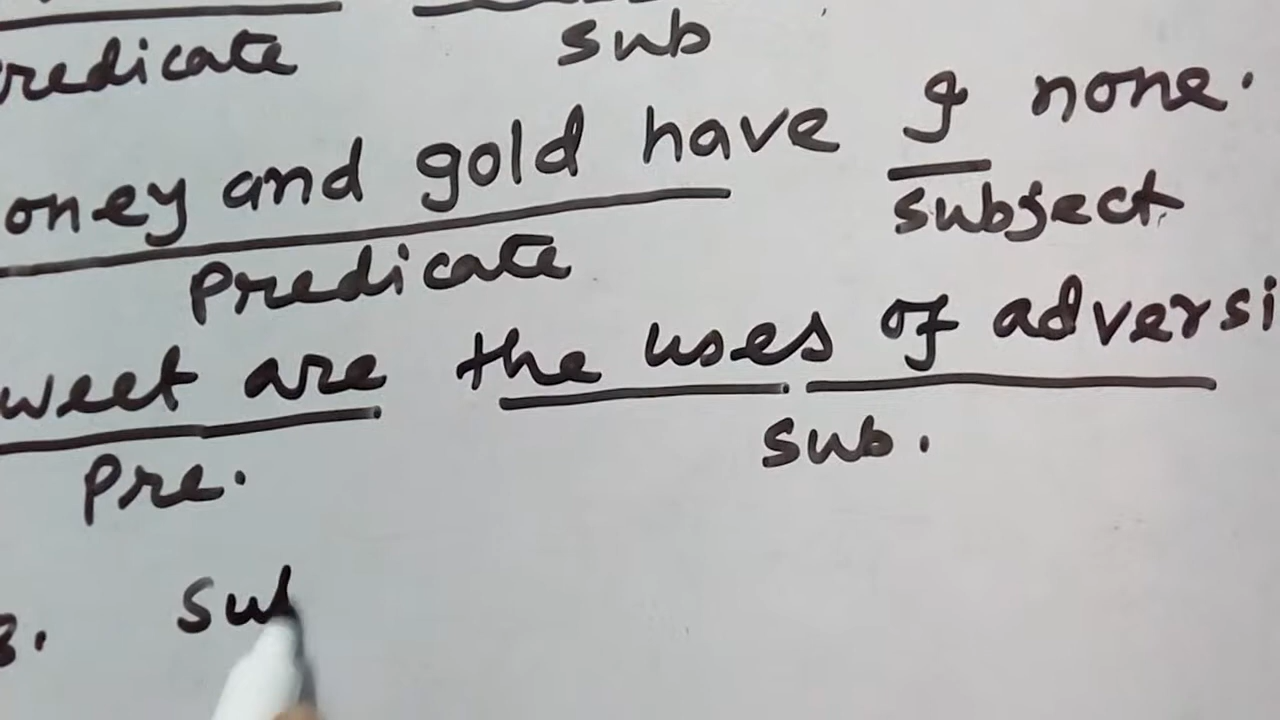 redicate sub
oney and gold have I none.
predicate subject
weet are the uses of adversi
pre. sub.
B. Sub